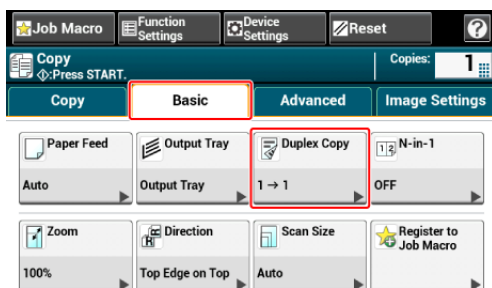 Job Macro
Function
Settings
Device
Settings
Reset
?
Copy
:Press START.
Copies:
1
Copy
Basic
Advanced
Image Settings
Paper Feed
Auto
Output Tray
Output Tray
Duplex Copy
1 → 1
1 2 N-in-1
OFF
Zoom
100%
R Direction
Top Edge on Top
Scan Size
Auto
Register to
Job Macro